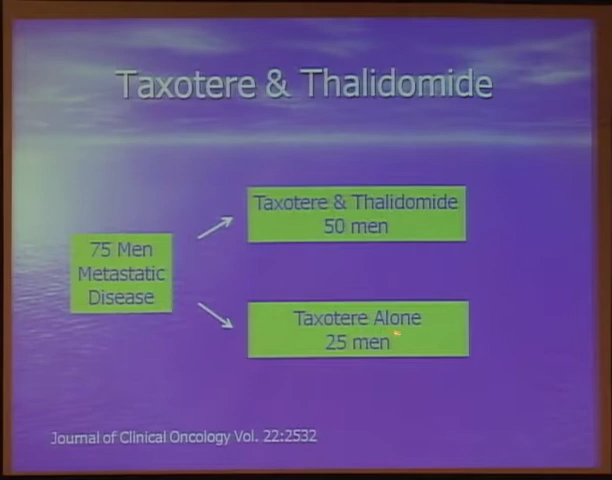 Taxotere & Thalidomide
75 Men
Metastatic
Disease
Taxotere & Thalidomide
50 men
Taxotere Alone
25 men
Journal of Clinical Oncology Vol. 22:2532